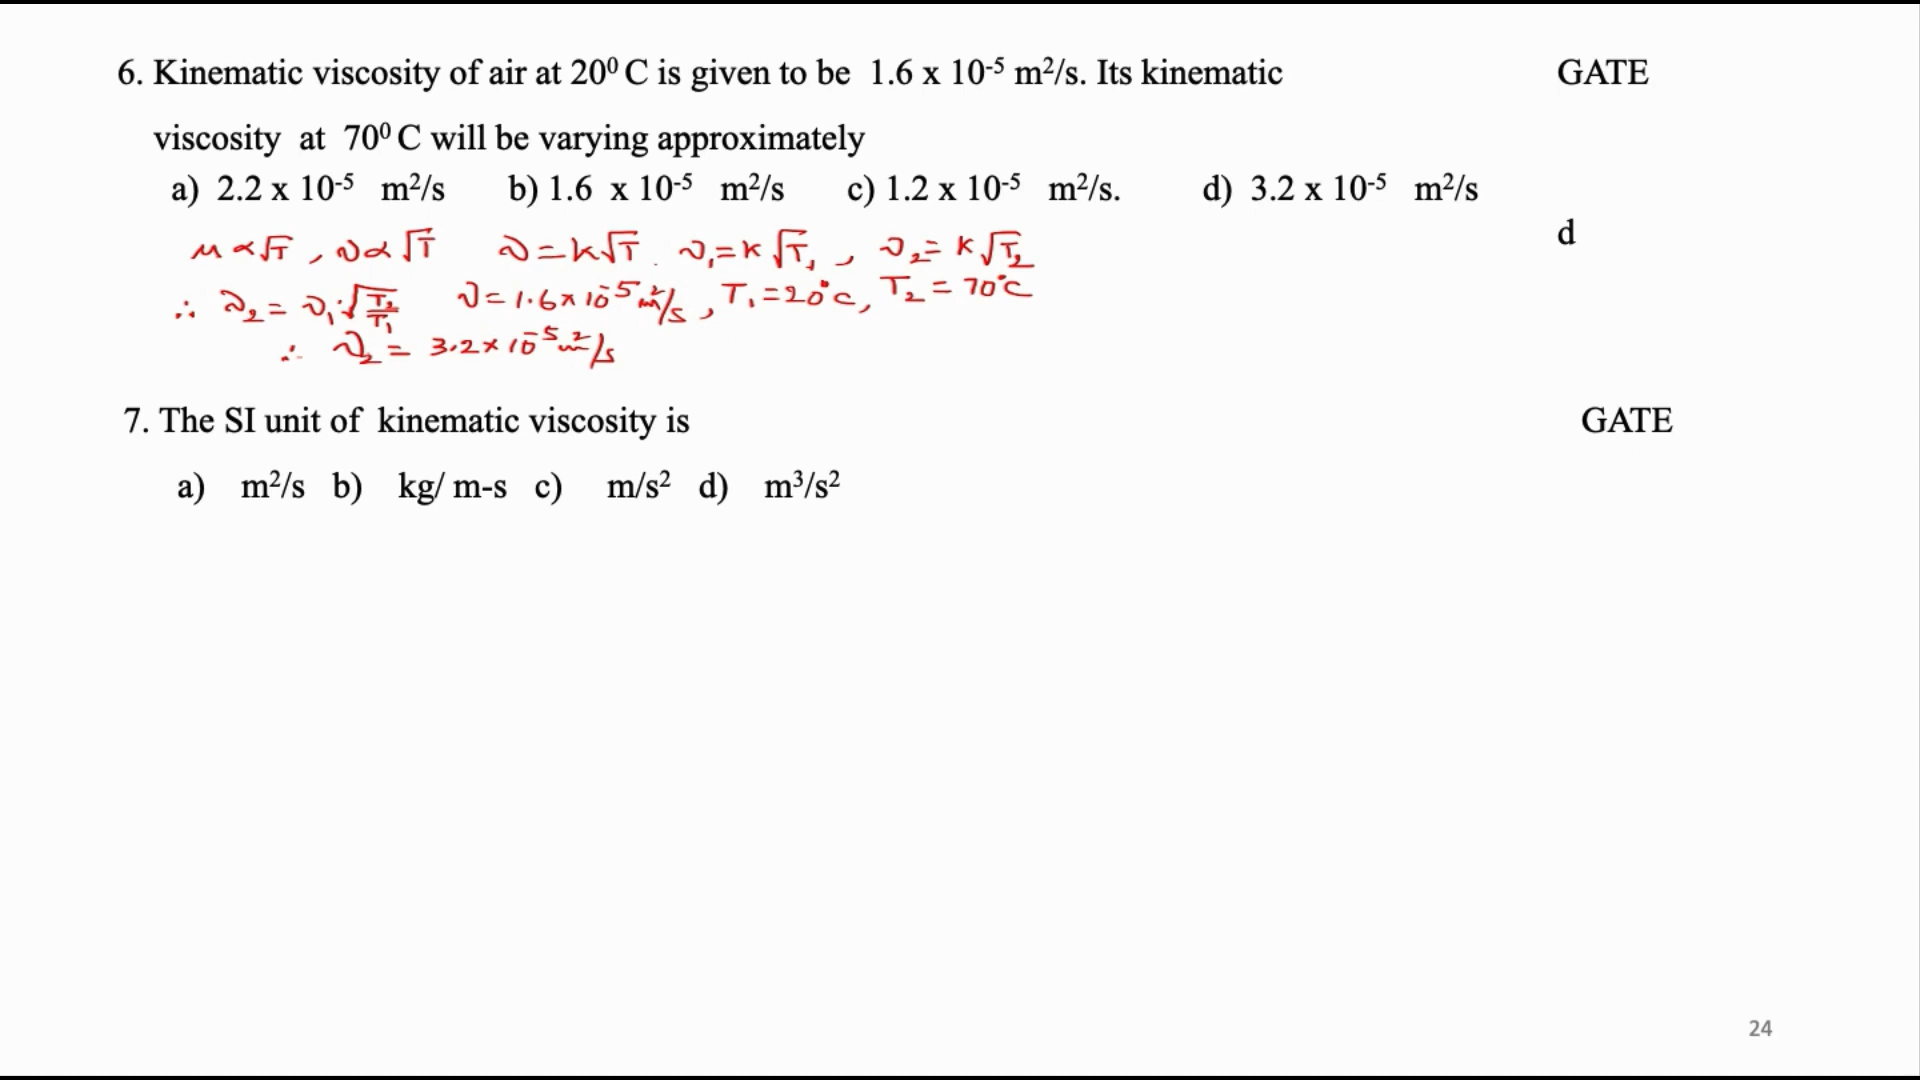 6. Kinematic viscosity of air at 20⁰ C is given to be 1.6 x 10⁻⁵ m²/s. Its kinematic GATE
viscosity at 70⁰ C will be varying approximately
a) 2.2 x 10⁻⁵ m²/s b) 1.6 x 10⁻⁵ m²/s c) 1.2 x 10⁻⁵ m²/s. d) 3.2 x 10⁻⁵ m²/s
d
μ ∝ √T , ν ∝ √T ν = k√T . ν₁ = k √T₁ , ν₂ = k √T₂
∴ ν₂ = ν₁ · √(T₂/T₁) ν = 1.6 x 10⁻⁵ m²/s , T₁ = 20°C , T₂ = 70°C
∴ ν₂ = 3.2 x 10⁻⁵ m²/s
7. The SI unit of kinematic viscosity is GATE
a) m²/s b) kg/ m-s c) m/s² d) m³/s²
24